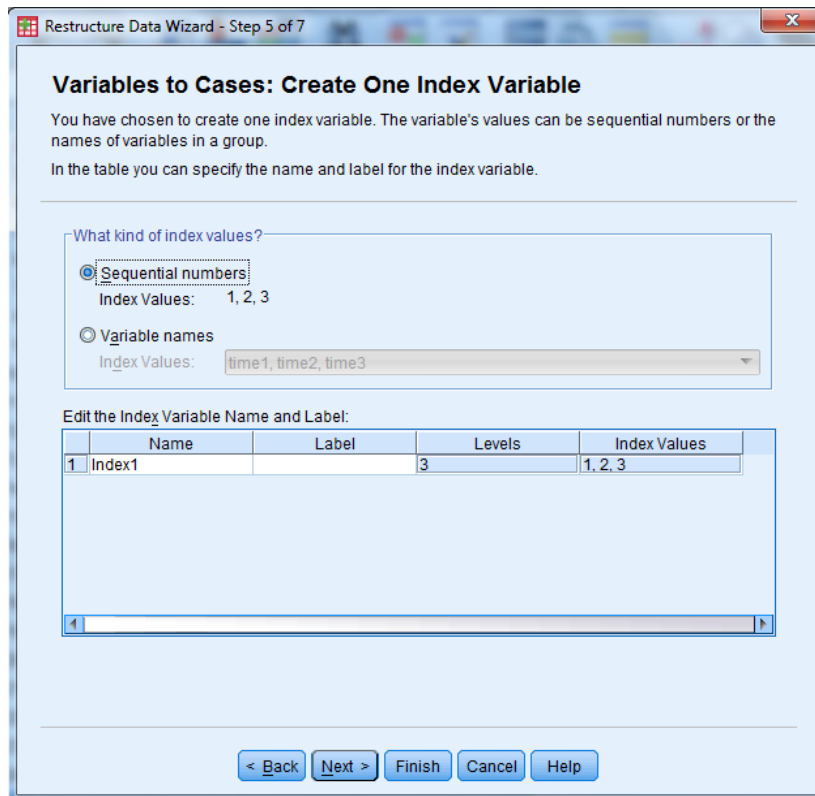 Restructure Data Wizard - Step 5 of 7
Variables to Cases: Create One Index Variable
You have chosen to create one index variable. The variable's values can be sequential numbers or the
names of variables in a group.
In the table you can specify the name and label for the index variable.
What kind of index values?
Sequential numbers
Index Values: 1, 2, 3
Variable names
Index Values: time1, time2, time3
Edit the Index Variable Name and Label:
Name Label Levels Index Values
1 Index1 3 1, 2, 3
< Back Next > Finish Cancel Help